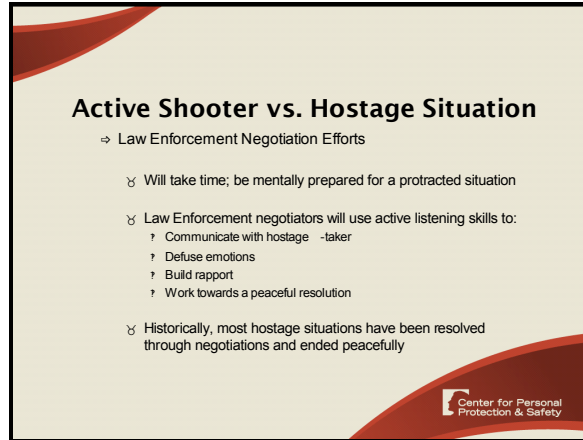 Active Shooter vs. Hostage Situation
⇨ Law Enforcement Negotiation Efforts
♉ Will take time; be mentally prepared for a protracted situation
♉ Law Enforcement negotiators will use active listening skills to:
? Communicate with hostage -taker
? Defuse emotions
? Build rapport
? Work towards a peaceful resolution
♉ Historically, most hostage situations have been resolved
through negotiations and ended peacefully
Center for Personal
Protection & Safety